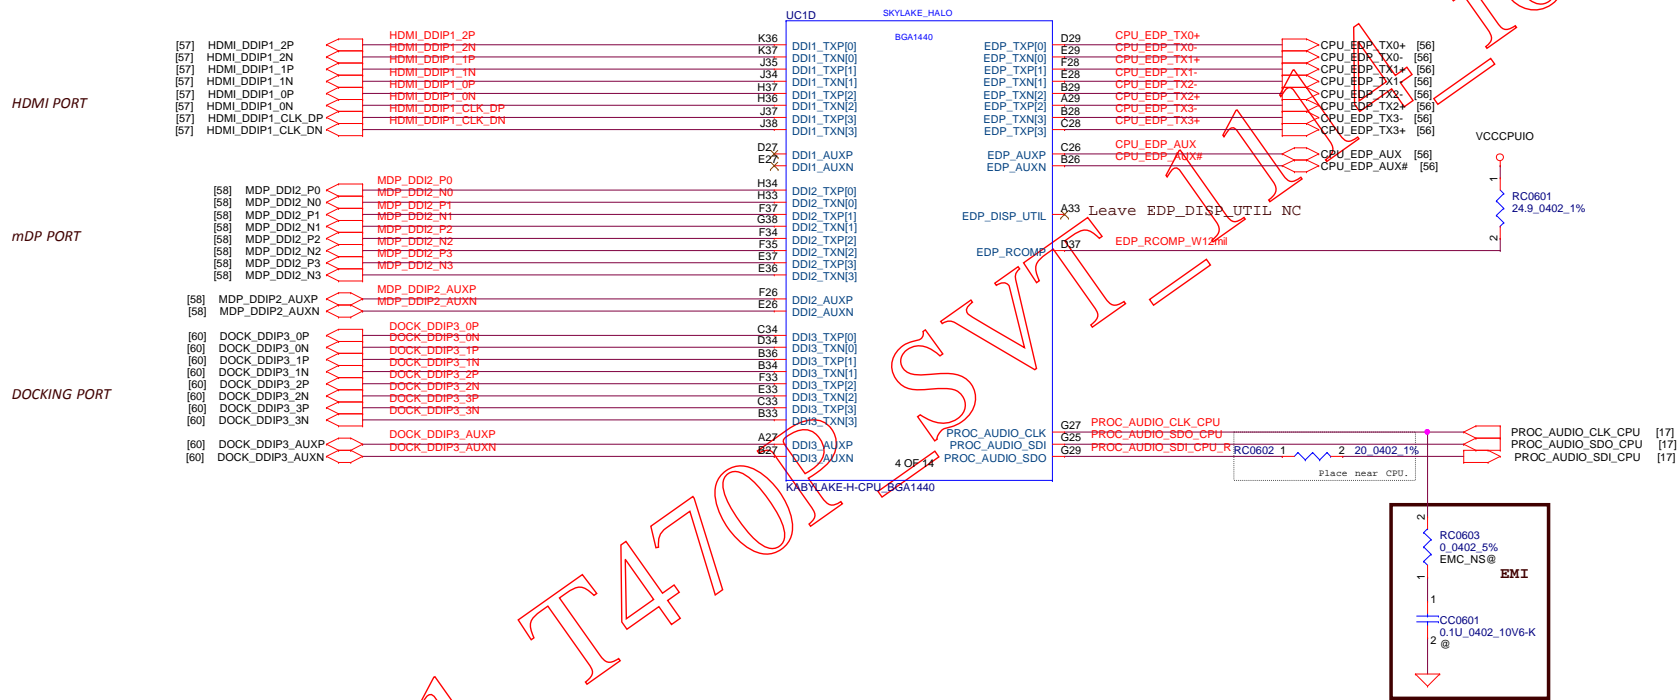 UC1D
SKYLAKE_HALO
BGA1440
HDMI PORT
[57] HDMI_DDIP1_2P HDMI_DDIP1_2P K36 DDI1_TXP[0]
[57] HDMI_DDIP1_2N HDMI_DDIP1_2N K37 DDI1_TXN[0]
[57] HDMI_DDIP1_1P HDMI_DDIP1_1P J35 DDI1_TXP[1]
[57] HDMI_DDIP1_1N HDMI_DDIP1_1N J34 DDI1_TXN[1]
[57] HDMI_DDIP1_0P HDMI_DDIP1_0P H37 DDI1_TXP[2]
[57] HDMI_DDIP1_0N HDMI_DDIP1_0N H36 DDI1_TXN[2]
[57] HDMI_DDIP1_CLK_DP HDMI_DDIP1_CLK_DP J37 DDI1_TXP[3]
[57] HDMI_DDIP1_CLK_DN HDMI_DDIP1_CLK_DN J38 DDI1_TXN[3]
D27 DDI1_AUXP
E27 DDI1_AUXN
mDP PORT
[58] MDP_DDI2_P0 MDP_DDI2_P0 H34 DDI2_TXP[0]
[58] MDP_DDI2_N0 MDP_DDI2_N0 H33 DDI2_TXN[0]
[58] MDP_DDI2_P1 MDP_DDI2_P1 F37 DDI2_TXP[1]
[58] MDP_DDI2_N1 MDP_DDI2_N1 G38 DDI2_TXN[1]
[58] MDP_DDI2_P2 MDP_DDI2_P2 F34 DDI2_TXP[2]
[58] MDP_DDI2_N2 MDP_DDI2_N2 F35 DDI2_TXN[2]
[58] MDP_DDI2_P3 MDP_DDI2_P3 E37 DDI2_TXP[3]
[58] MDP_DDI2_N3 MDP_DDI2_N3 E36 DDI2_TXN[3]
[58] MDP_DDIP2_AUXP MDP_DDIP2_AUXP F26 DDI2_AUXP
[58] MDP_DDIP2_AUXN MDP_DDIP2_AUXN E26 DDI2_AUXN
DOCKING PORT
[60] DOCK_DDIP3_0P DOCK_DDIP3_0P C34 DDI3_TXP[0]
[60] DOCK_DDIP3_0N DOCK_DDIP3_0N D34 DDI3_TXN[0]
[60] DOCK_DDIP3_1P DOCK_DDIP3_1P B36 DDI3_TXP[1]
[60] DOCK_DDIP3_1N DOCK_DDIP3_1N B34 DDI3_TXN[1]
[60] DOCK_DDIP3_2P DOCK_DDIP3_2P F33 DDI3_TXP[2]
[60] DOCK_DDIP3_2N DOCK_DDIP3_2N E33 DDI3_TXN[2]
[60] DOCK_DDIP3_3P DOCK_DDIP3_3P C33 DDI3_TXP[3]
[60] DOCK_DDIP3_3N DOCK_DDIP3_3N B33 DDI3_TXN[3]
[60] DOCK_DDIP3_AUXP DOCK_DDIP3_AUXP A27 DDI3_AUXP
[60] DOCK_DDIP3_AUXN DOCK_DDIP3_AUXN B27 DDI3_AUXN
EDP_TXP[0] D29 CPU_EDP_TX0+ CPU_EDP_TX0+ [56]
EDP_TXN[0] E29 CPU_EDP_TX0- CPU_EDP_TX0- [56]
EDP_TXP[1] F28 CPU_EDP_TX1+ CPU_EDP_TX1+ [56]
EDP_TXN[1] E28 CPU_EDP_TX1- CPU_EDP_TX1- [56]
EDP_TXN[2] B29 CPU_EDP_TX2- CPU_EDP_TX2- [56]
EDP_TXP[2] A29 CPU_EDP_TX2+ CPU_EDP_TX2+ [56]
EDP_TXN[3] B28 CPU_EDP_TX3- CPU_EDP_TX3- [56]
EDP_TXP[3] C28 CPU_EDP_TX3+ CPU_EDP_TX3+ [56]
EDP_AUXP C26 CPU_EDP_AUX CPU_EDP_AUX [56]
EDP_AUXN B26 CPU_EDP_AUX# CPU_EDP_AUX# [56]
EDP_DISP_UTIL A33 Leave EDP_DISP_UTIL NC
EDP_RCOMP D37 EDP_RCOMP_W12mil
VCCCPUIO
1
RC0601
24.9_0402_1%
2
PROC_AUDIO_CLK G27 PROC_AUDIO_CLK_CPU PROC_AUDIO_CLK_CPU [17]
PROC_AUDIO_SDI G25 PROC_AUDIO_SDO_CPU PROC_AUDIO_SDO_CPU [17]
PROC_AUDIO_SDO G29 PROC_AUDIO_SDI_CPU_R RC0602 1 2 20_0402_1% PROC_AUDIO_SDI_CPU [17]
Place near CPU.
4 OF 14
KABYLAKE-H-CPU_BGA1440
2
RC0603
0_0402_5%
EMC_NS@
1
EMI
1
CC0601
0.1U_0402_10V6-K
2 @
T470P_SVT